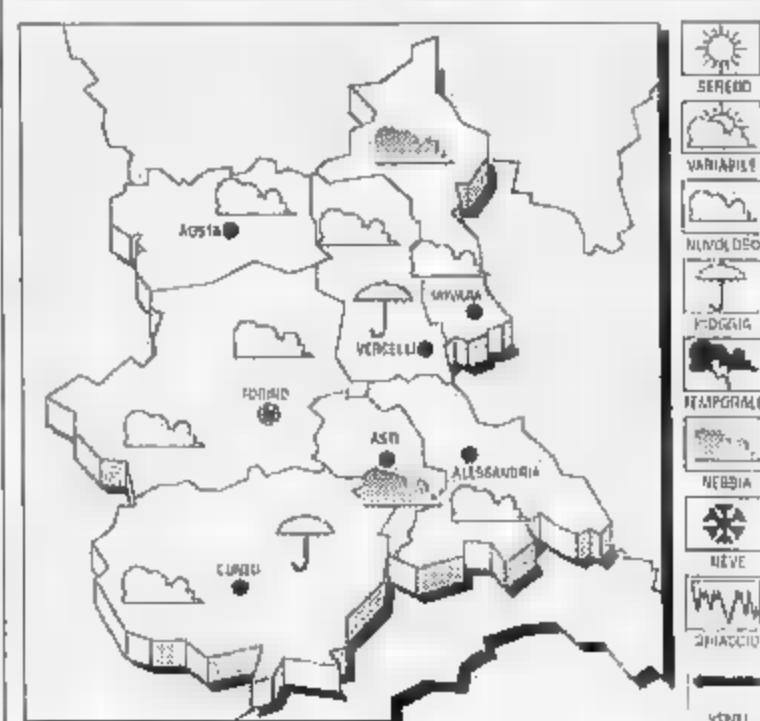 SERENO
VARIABILE
AOSTA
NUVOLOSO
NOVARA
PIOGGIA
VERCELLI
TORINO
TEMPORALE
ASTI
ALESSANDRIA
NEBBIA
CUNEO
NEVE
GHIACCIO
VENTI